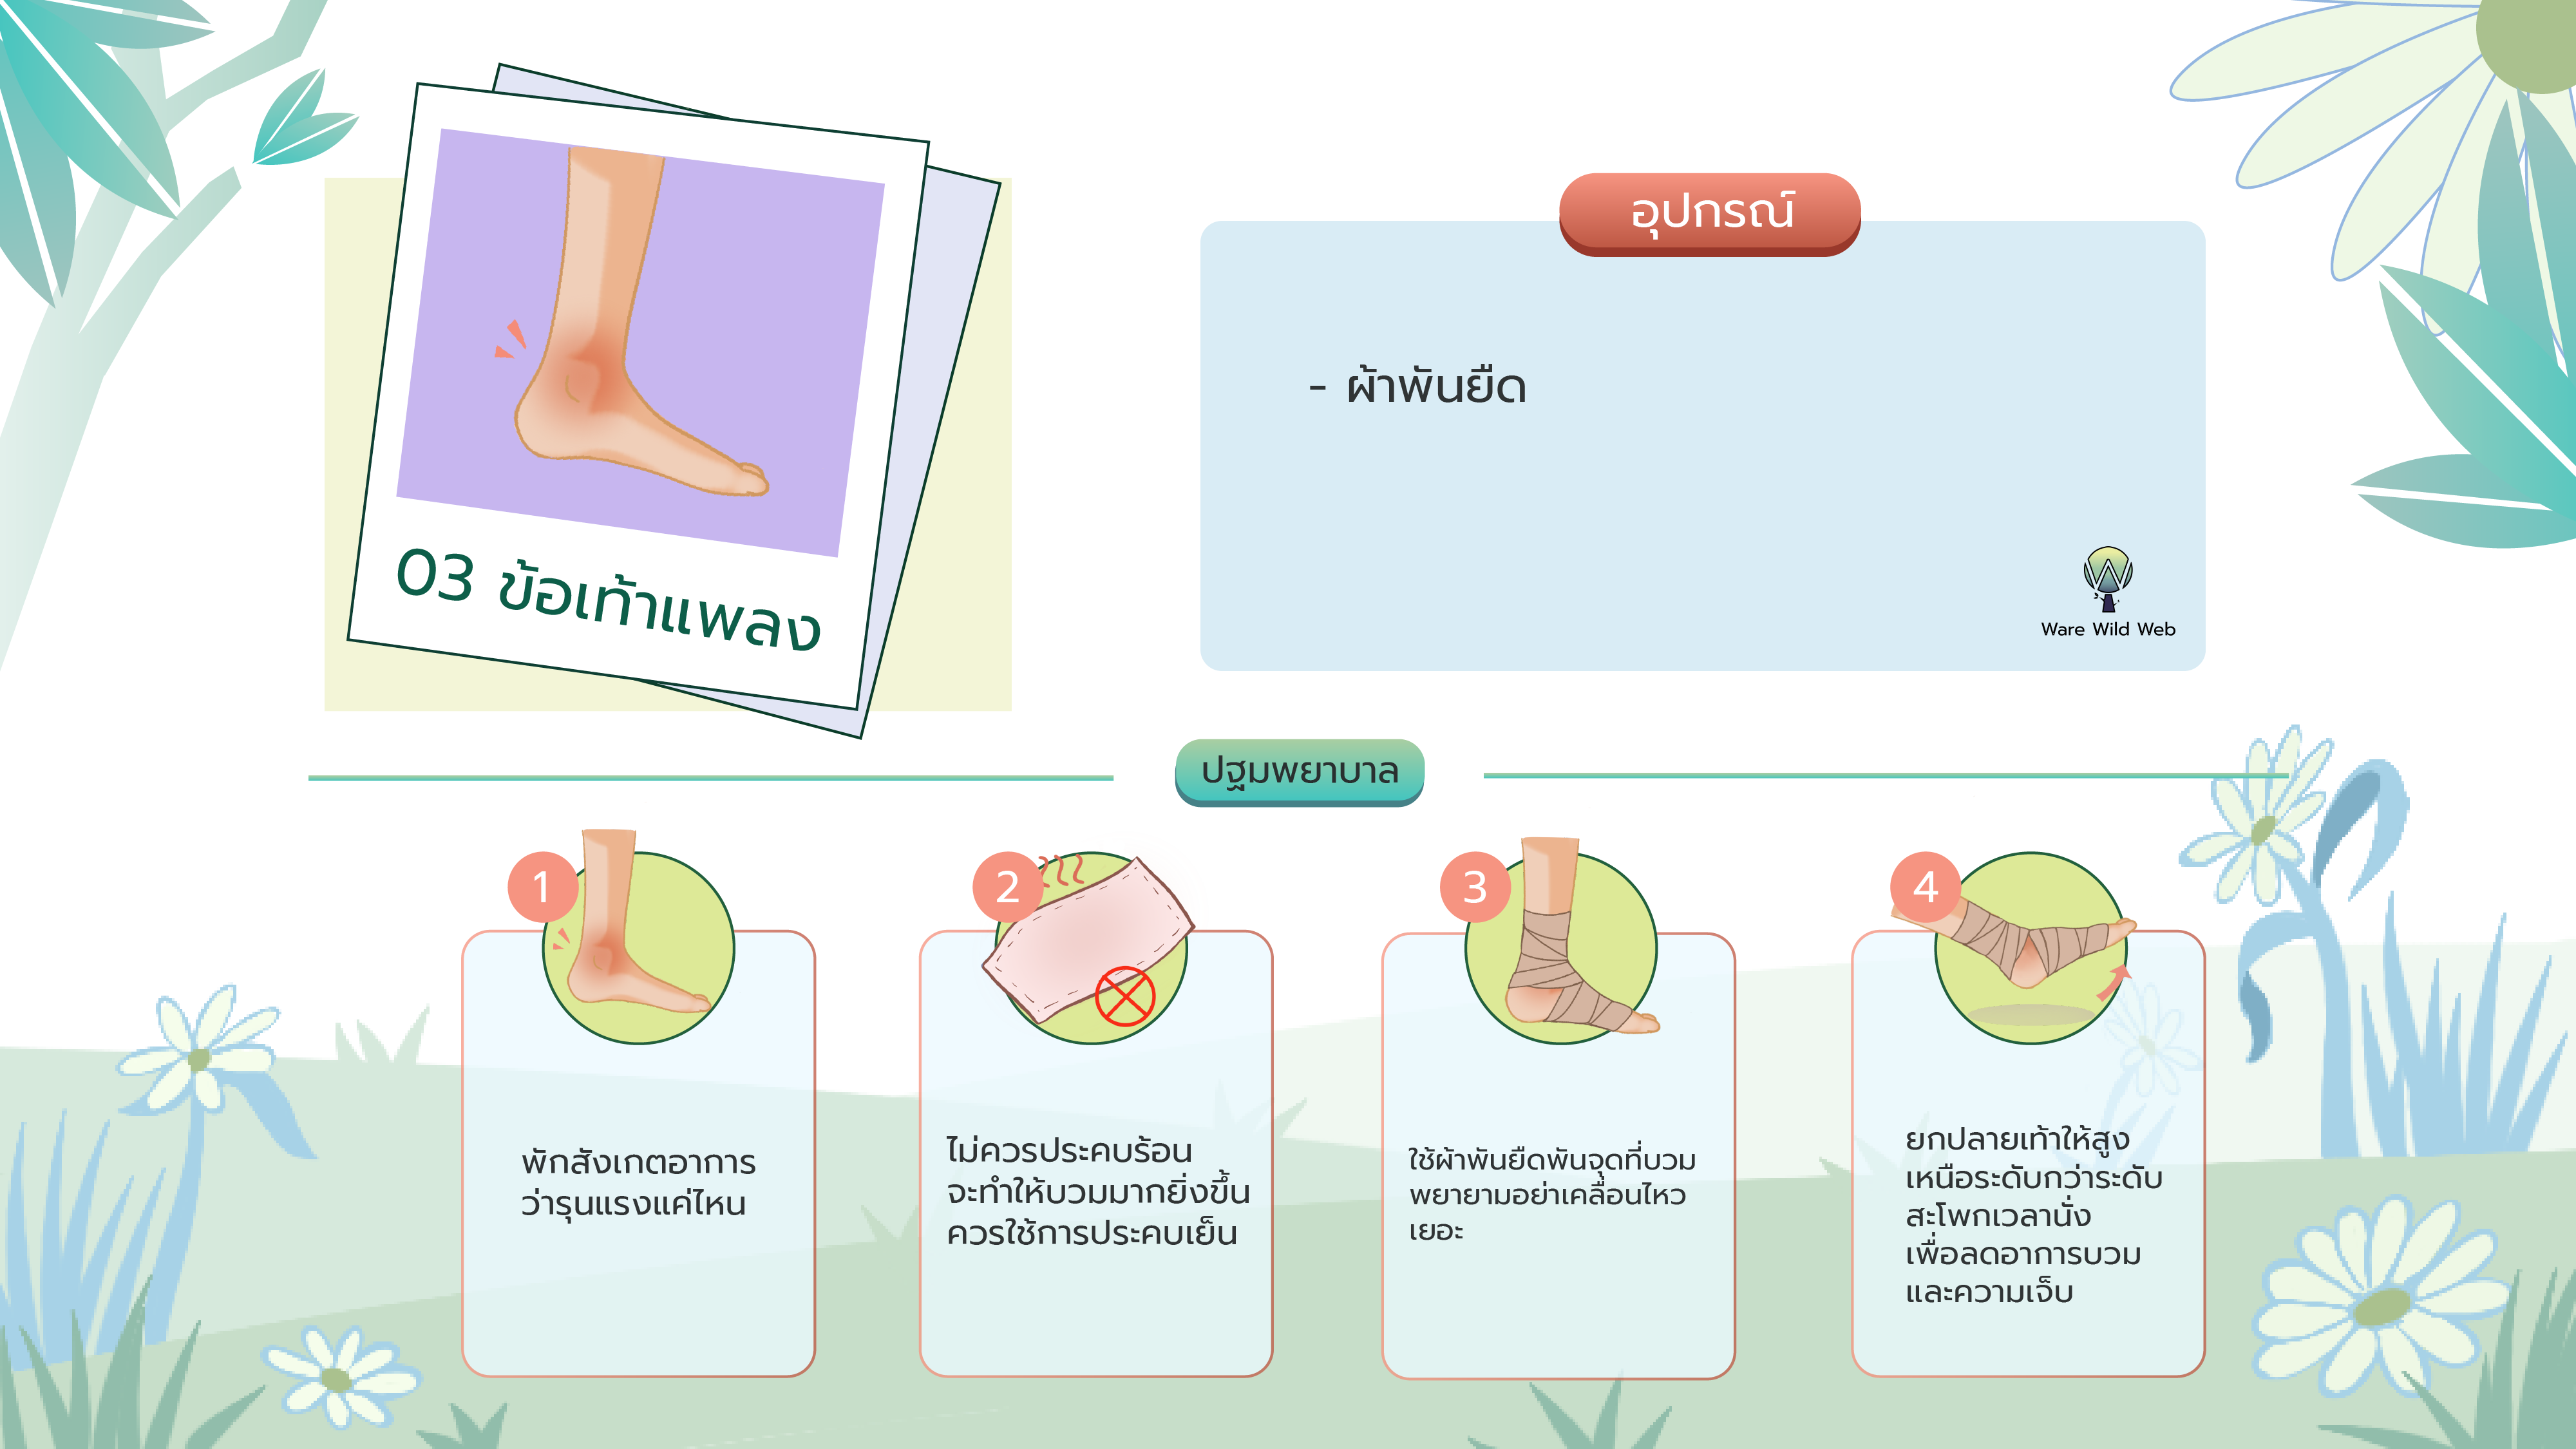 03 ข้อเท้าแพลง
อุปกรณ์
- ผ้าพันยืด
Ware Wild Web
ปฐมพยาบาล
1
พักสังเกตอาการ
ว่ารุนแรงแค่ไหน
2
ไม่ควรประคบร้อน
จะทำให้บวมมากยิ่งขึ้น
ควรใช้การประคบเย็น
3
ใช้ผ้าพันยืดพันจุดที่บวม
พยายามอย่าเคลื่อนไหว
เยอะ
4
ยกปลายเท้าให้สูง
เหนือระดับกว่าระดับ
สะโพกเวลานั่ง
เพื่อลดอาการบวม
และความเจ็บ